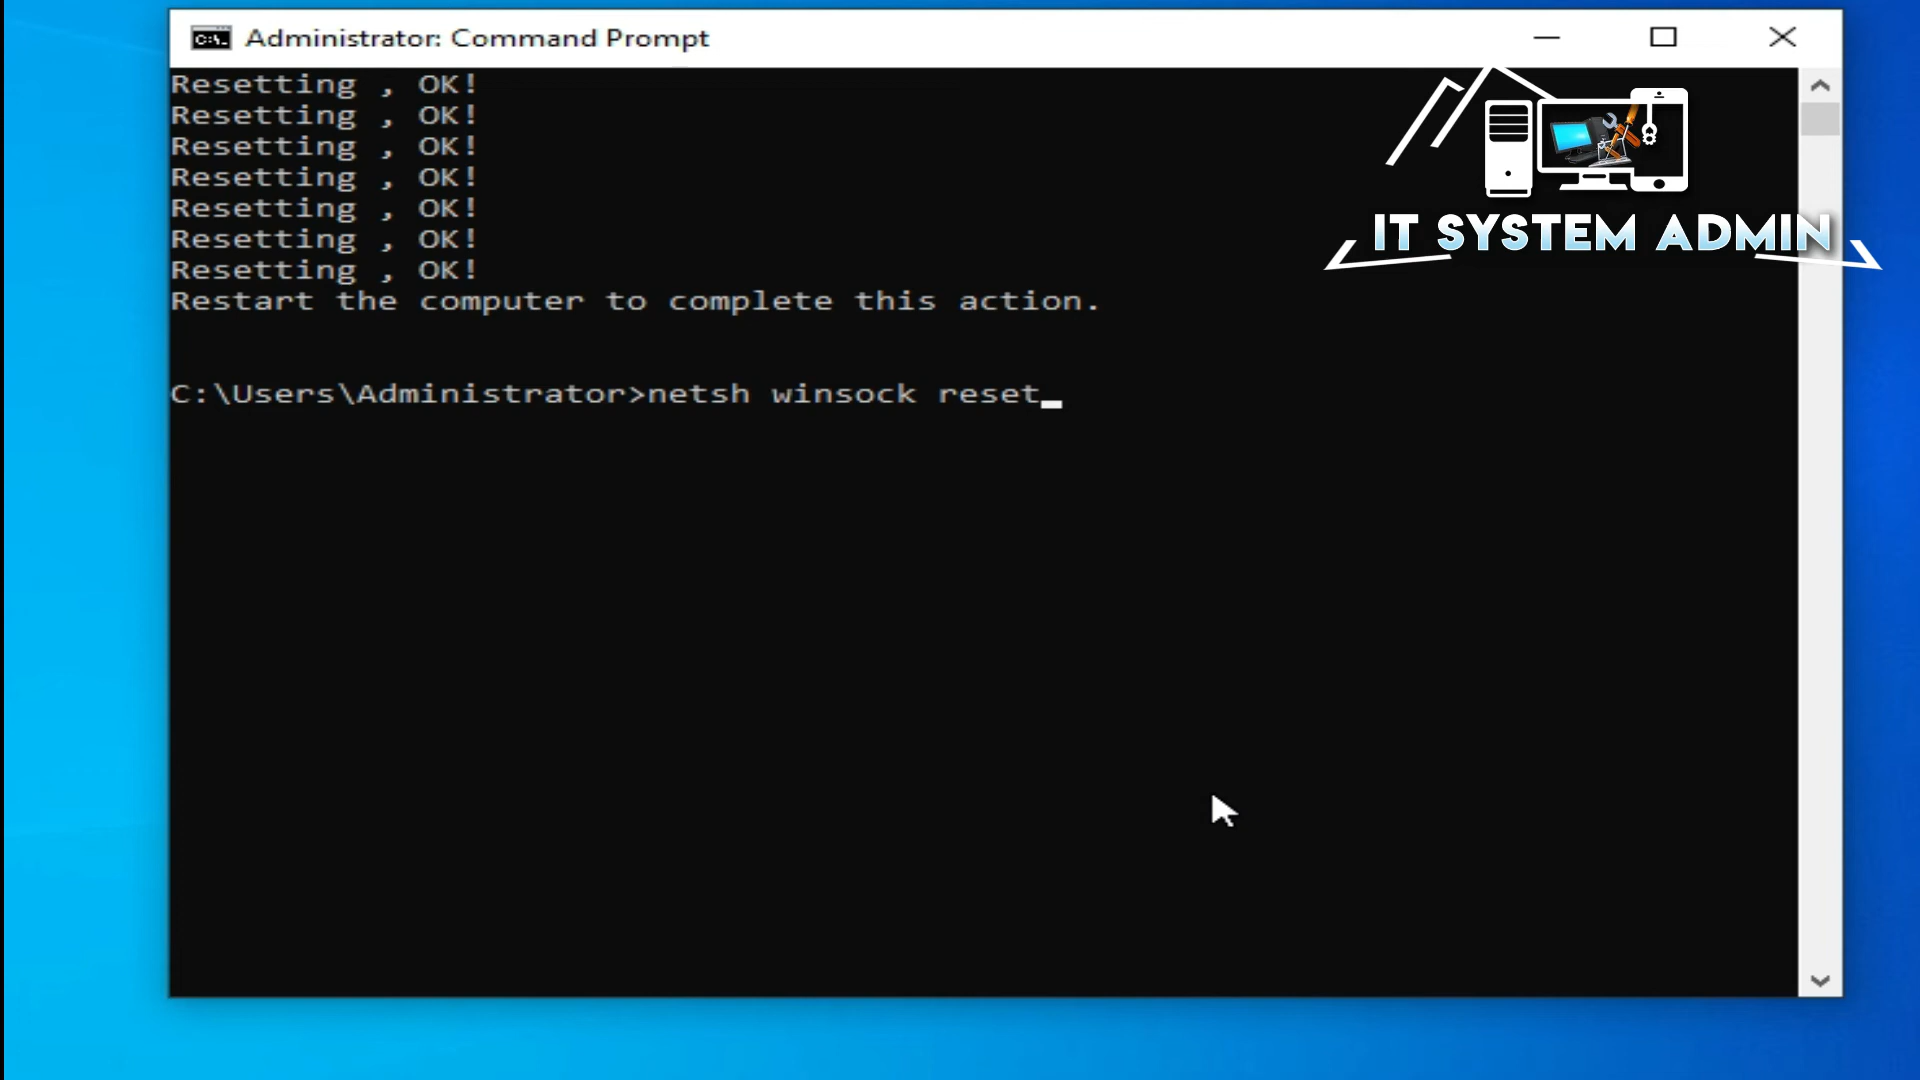 Administrator: Command Prompt
Resetting , OK!
Resetting , OK!
Resetting , OK!
Resetting , OK!
Resetting , OK!
Resetting , OK!
Resetting , OK!
Restart the computer to complete this action.
C:\Users\Administrator>netsh winsock reset
IT SYSTEM ADMIN